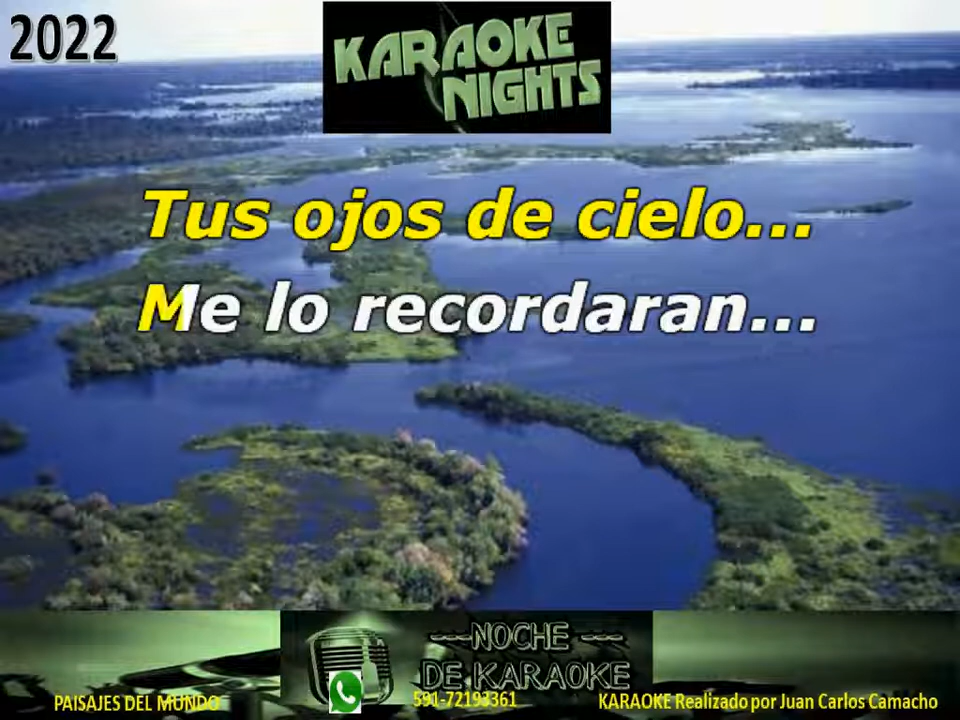 2022
KARAOKE
NIGHTS
Tus ojos de cielo...
Me lo recordaran...
---NOCHE ---
DE KARAOKE
PAISAJES DEL MUNDO
591-72193361
KARAOKE Realizado por Juan Carlos Camacho